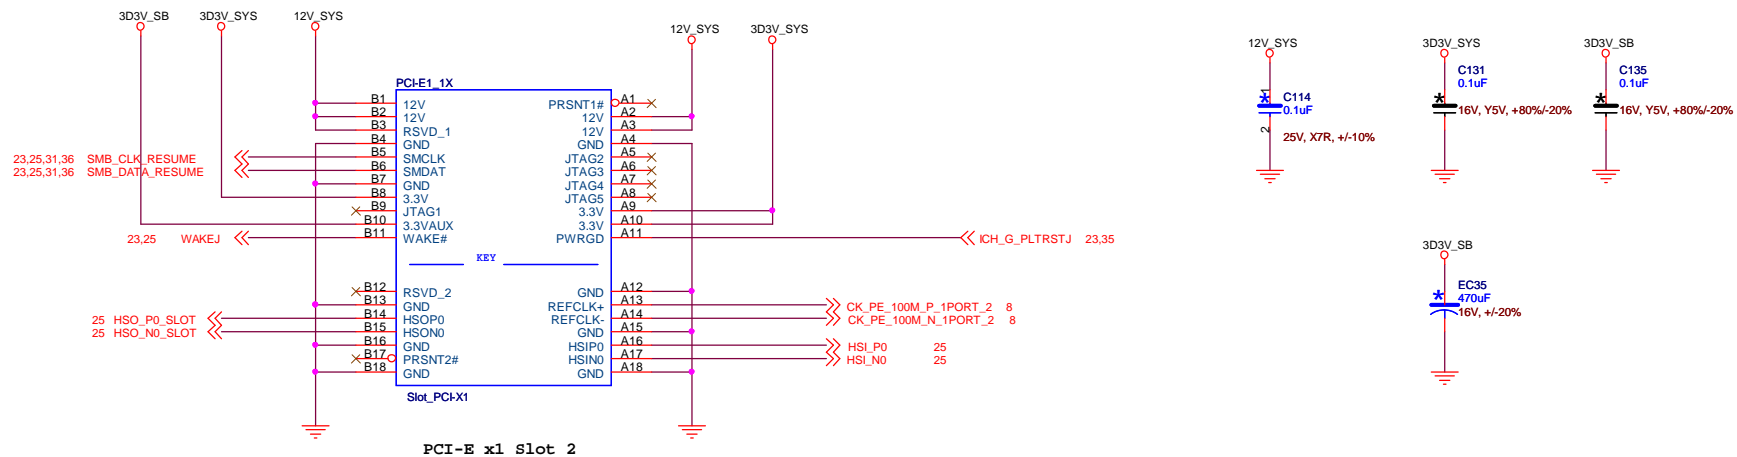 3D3V_SB 3D3V_SYS 12V_SYS
12V_SYS 3D3V_SYS
PCI-E1_1X
B1 12V PRSNT1# A1
B2 12V 12V A2
B3 RSVD_1 12V A3
B4 GND GND A4
23,25,31,36 SMB_CLK_RESUME B5 SMCLK JTAG2 A5
23,25,31,36 SMB_DATA_RESUME B6 SMDAT JTAG3 A6
B7 GND JTAG4 A7
B8 3.3V JTAG5 A8
B9 JTAG1 3.3V A9
B10 3.3VAUX 3.3V A10
23,25 WAKEJ B11 WAKE# PWRGD A11 ICH_G_PLTRSTJ 23,35
KEY
B12 RSVD_2 GND A12
B13 GND REFCLK+ A13 CK_PE_100M_P_1PORT_2 8
25 HSO_P0_SLOT B14 HSOP0 REFCLK- A14 CK_PE_100M_N_1PORT_2 8
25 HSO_N0_SLOT B15 HSON0 GND A15
B16 GND HSIP0 A16 HSI_P0 25
B17 PRSNT2# HSIN0 A17 HSI_N0 25
B18 GND GND A18
Slot_PCI-X1
PCI-E x1 Slot 2
12V_SYS
1
* C114
0.1uF
2
25V, X7R, +/-10%
3D3V_SYS
C131
0.1uF
*
16V, Y5V, +80%/-20%
3D3V_SB
C135
0.1uF
*
16V, Y5V, +80%/-20%
3D3V_SB
EC35
* 470uF
16V, +/-20%